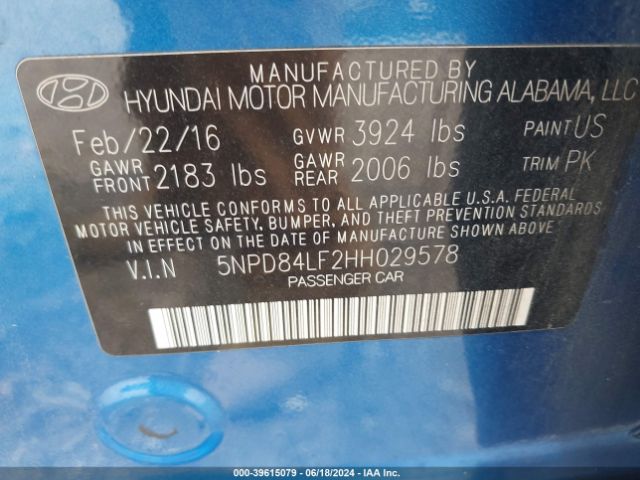 MANUFACTURED BY
HYUNDAI MOTOR MANUFACTURING ALABAMA, LLC
Feb/22/16 GVWR 3924 lbs PAINT US
GAWR FRONT 2183 lbs GAWR REAR 2006 lbs TRIM PK
THIS VEHICLE CONFORMS TO ALL APPLICABLE U.S.A. FEDERAL
MOTOR VEHICLE SAFETY, BUMPER, AND THEFT PREVENTION STANDARDS
IN EFFECT ON THE DATE OF MANUFACTURE SHOWN ABOVE
V.I.N 5NPD84LF2HH029578
PASSENGER CAR
000-39615079 - 06/18/2024 - IAA Inc.